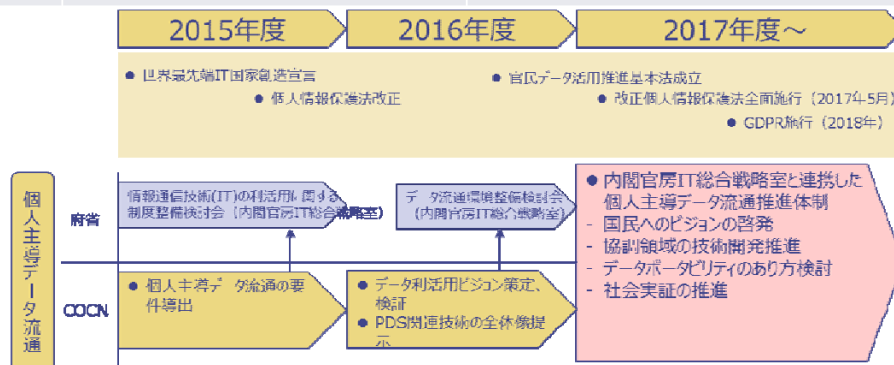 2015年度
2016年度
2017年度～
● 世界最先端IT国家創造宣言
● 個人情報保護法改正
● 官民データ活用推進基本法成立
● 改正個人情報保護法全面施行（2017年5月）
● GDPR施行（2018年）
個人主導データ流通
府省
情報通信技術(IT)の利活用に関する
制度整備検討会（内閣官房IT総合戦略室）
データ流通環境整備検討会
（内閣官房IT総合戦略室）
● 内閣官房IT総合戦略室と連携した
個人主導データ流通推進体制
- 国民へのビジョンの啓発
- 協調領域の技術開発推進
- データポータビリティのあり方検討
- 社会実証の推進
COCN
● 個人主導データ流通の要
件導出
● データ利活用ビジョン策定、
検証
● PDS関連技術の全体像提
示